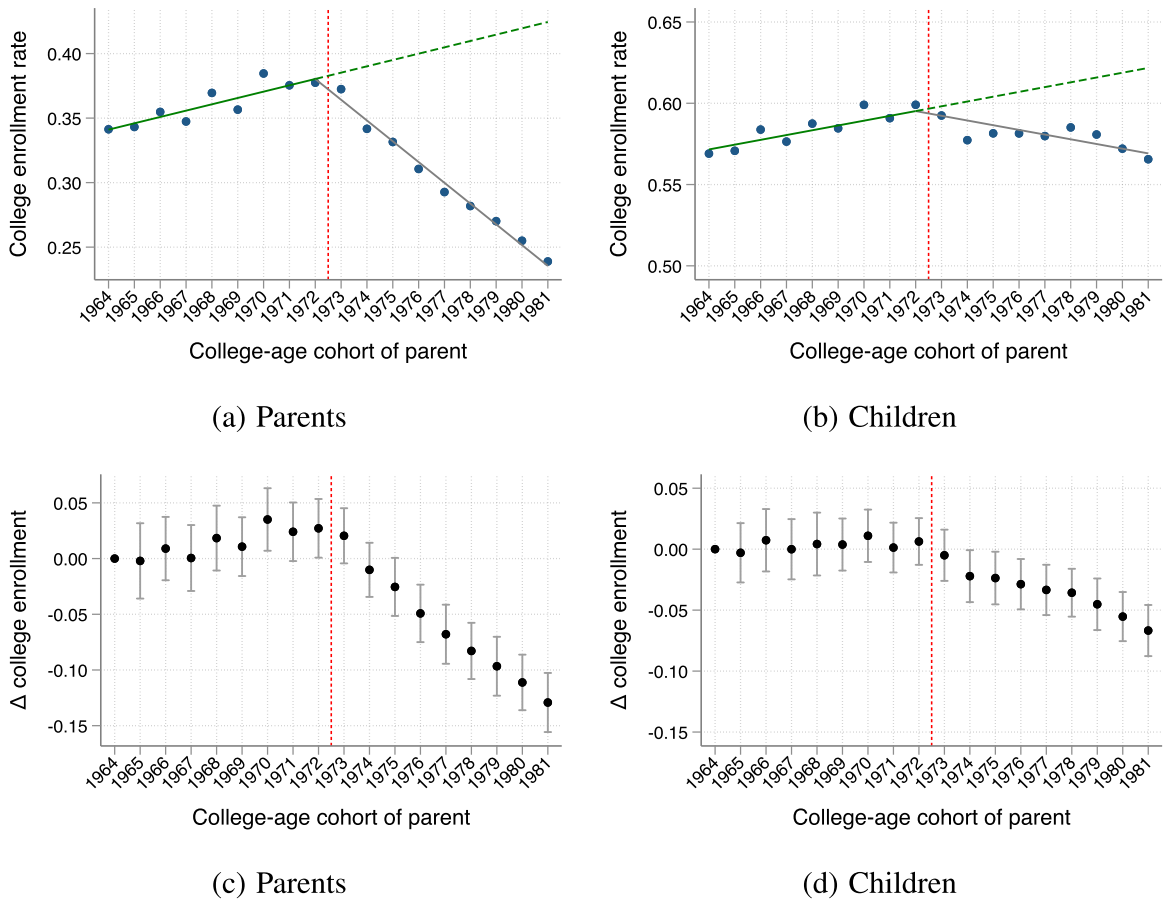 College enrollment rate
0.40
0.35
0.30
0.25
1964 1965 1966 1967 1968 1969 1970 1971 1972 1973 1974 1975 1976 1977 1978 1979 1980 1981
College-age cohort of parent
(a) Parents
College enrollment rate
0.65
0.60
0.55
0.50
1964 1965 1966 1967 1968 1969 1970 1971 1972 1973 1974 1975 1976 1977 1978 1979 1980 1981
College-age cohort of parent
(b) Children
Δ college enrollment
0.05
0.00
-0.05
-0.10
-0.15
1964 1965 1966 1967 1968 1969 1970 1971 1972 1973 1974 1975 1976 1977 1978 1979 1980 1981
College-age cohort of parent
(c) Parents
Δ college enrollment
0.05
0.00
-0.05
-0.10
-0.15
1964 1965 1966 1967 1968 1969 1970 1971 1972 1973 1974 1975 1976 1977 1978 1979 1980 1981
College-age cohort of parent
(d) Children